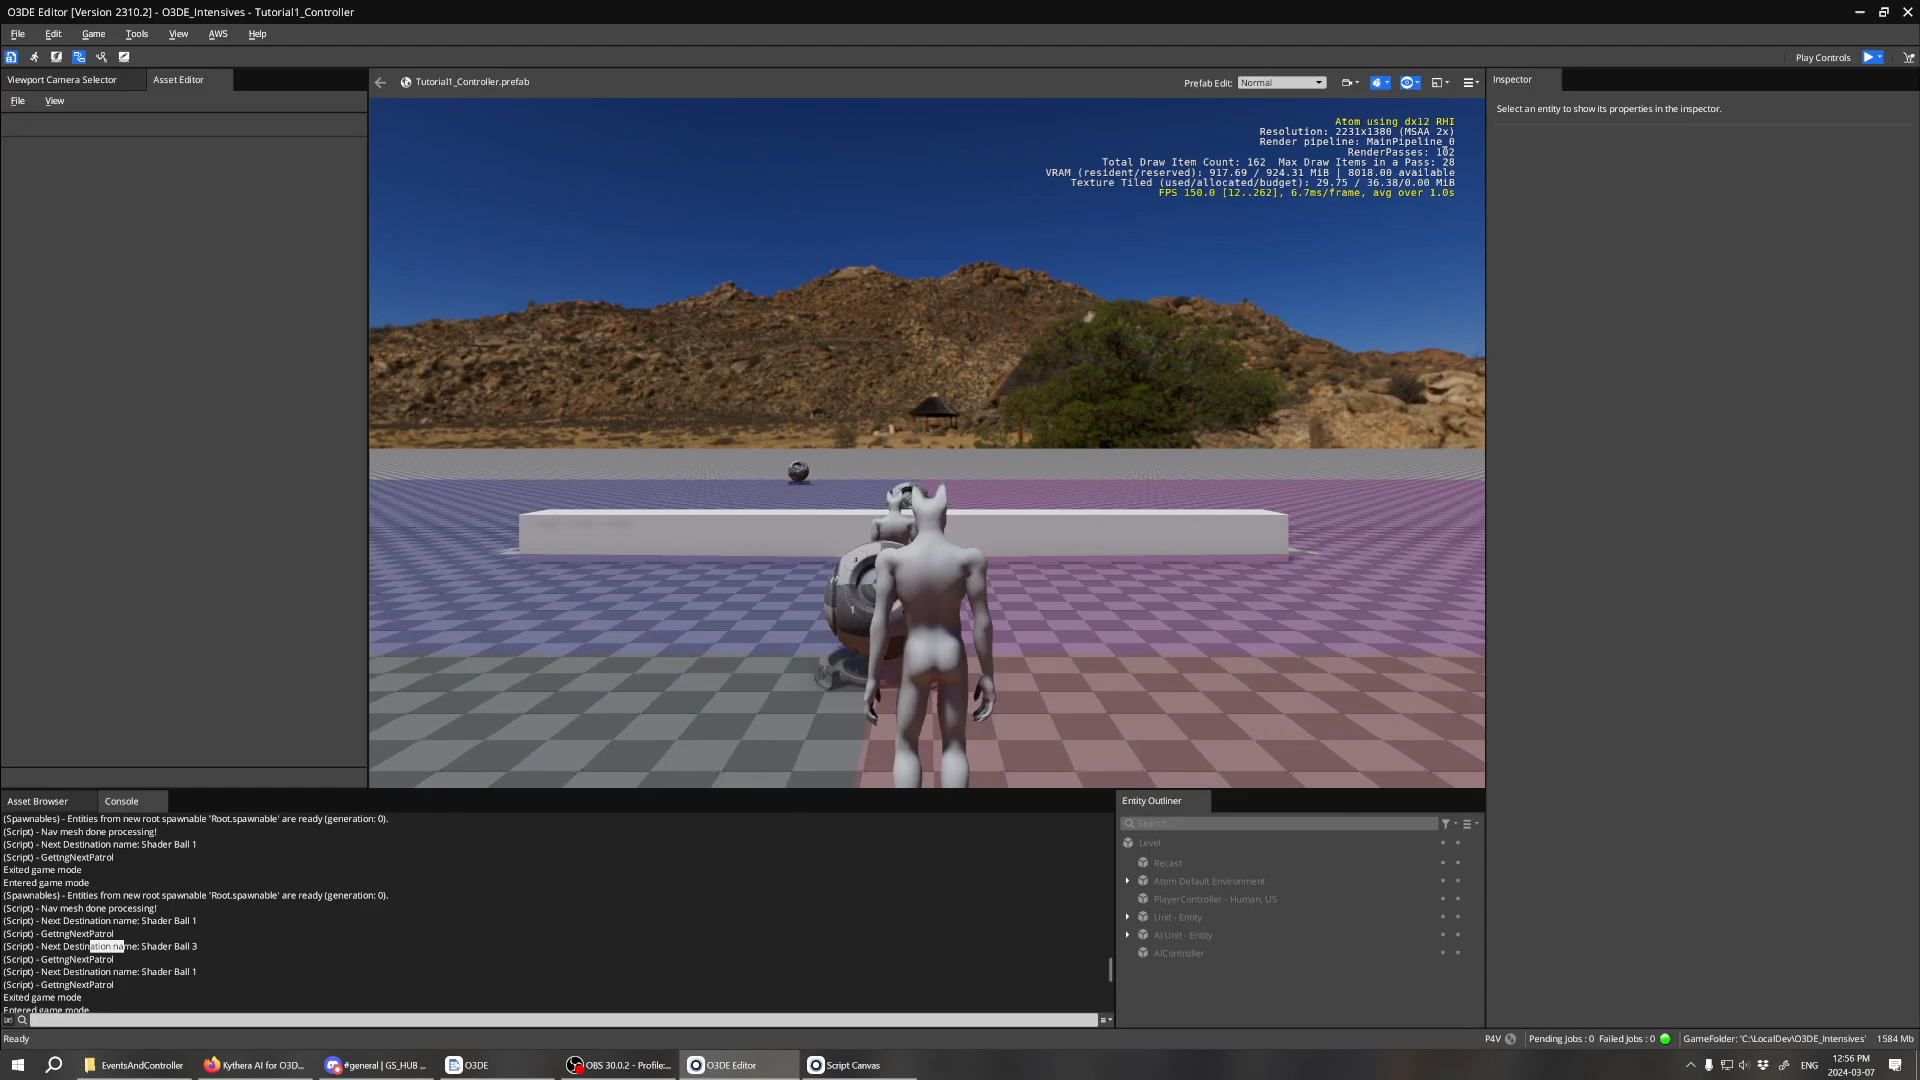 O3DE Editor [Version 2310.2] - O3DE_Intensives - Tutorial1_Controller
File Edit Game Tools View AWS Help
Play Controls
Viewport Camera Selector Asset Editor
Tutorial1_Controller.prefab
Prefab Edit: Normal
Inspector
File View
Select an entity to show its properties in the inspector.
Atom using dx12 RHI
Resolution: 2231x1380 (MSAA 2x)
Render pipeline: MainPipeline_0
RenderPasses: 102
Total Draw Item Count: 162 Max Draw Items in a Pass: 28
VRAM (resident/reserved): 917.69 / 924.31 MiB | 8018.00 available
Texture Tiled (used/allocated/budget): 29.75 / 36.38/0.00 MiB
FPS 150.0 [12..262], 6.7ms/frame, avg over 1.0s
3
1
Asset Browser Console
(Spawnables) - Entities from new root spawnable 'Root.spawnable' are ready (generation: 0).
(Script) - Nav mesh done processing!
(Script) - Next Destination name: Shader Ball 1
(Script) - GettngNextPatrol
Exited game mode
Entered game mode
(Spawnables) - Entities from new root spawnable 'Root.spawnable' are ready (generation: 0).
(Script) - Nav mesh done processing!
(Script) - Next Destination name: Shader Ball 1
(Script) - GettngNextPatrol
(Script) - Next Destination name: Shader Ball 3
(Script) - GettngNextPatrol
(Script) - Next Destination name: Shader Ball 1
(Script) - GettngNextPatrol
Exited game mode
Entered game mode
Entity Outliner
Search...
Level
Recast
Atom Default Environment
PlayerController - Human, US
Unit - Entity
AI Unit - Entity
AIController
Ready
P4V Pending Jobs : 0 Failed Jobs : 0 GameFolder: 'C:\LocalDev\O3DE_Intensives' 1584 Mb
EventsAndController
Kythera AI for O3D...
#general | GS_HUB ...
O3DE
OBS 30.0.2 - Profile:...
O3DE Editor
Script Canvas
ENG
12:56 PM
2024-03-07